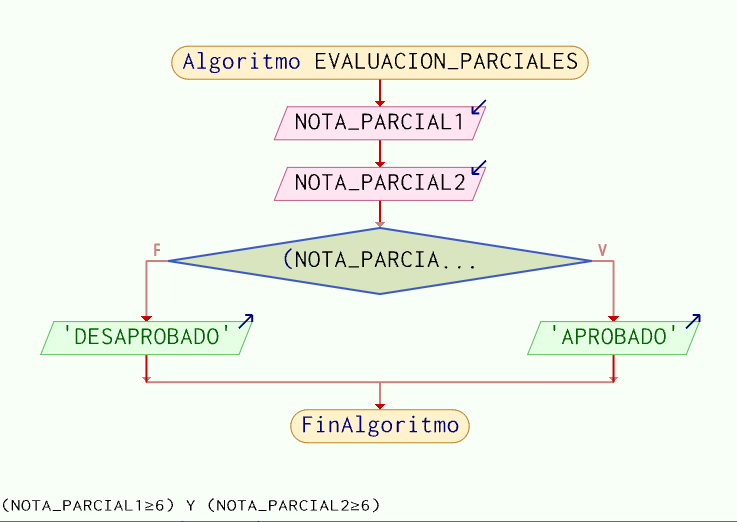 Algoritmo EVALUACION_PARCIALES
NOTA_PARCIAL1
NOTA_PARCIAL2
F
V
(NOTA_PARCIA...
'DESAPROBADO'
'APROBADO'
FinAlgoritmo
(NOTA_PARCIAL1≥6) Y (NOTA_PARCIAL2≥6)